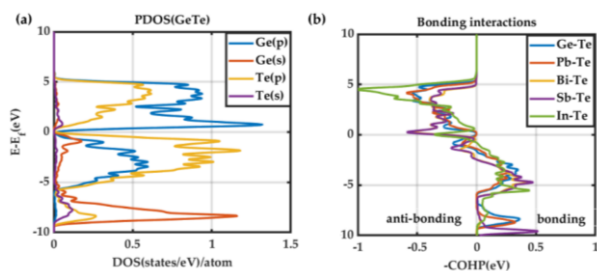 (a)
PDOS(GeTe)
10
5
0
-5
-10
E-Ef(eV)
Ge(p)
Ge(s)
Te(p)
Te(s)
0
0.5
1
1.5
DOS(states/eV)/atom
(b)
Bonding interactions
10
5
0
-5
10
Ge-Te
Pb-Te
Bi-Te
Sb-Te
In-Te
anti-bonding
bonding
-1
-0.5
0
0.5
1
-COHP(eV)